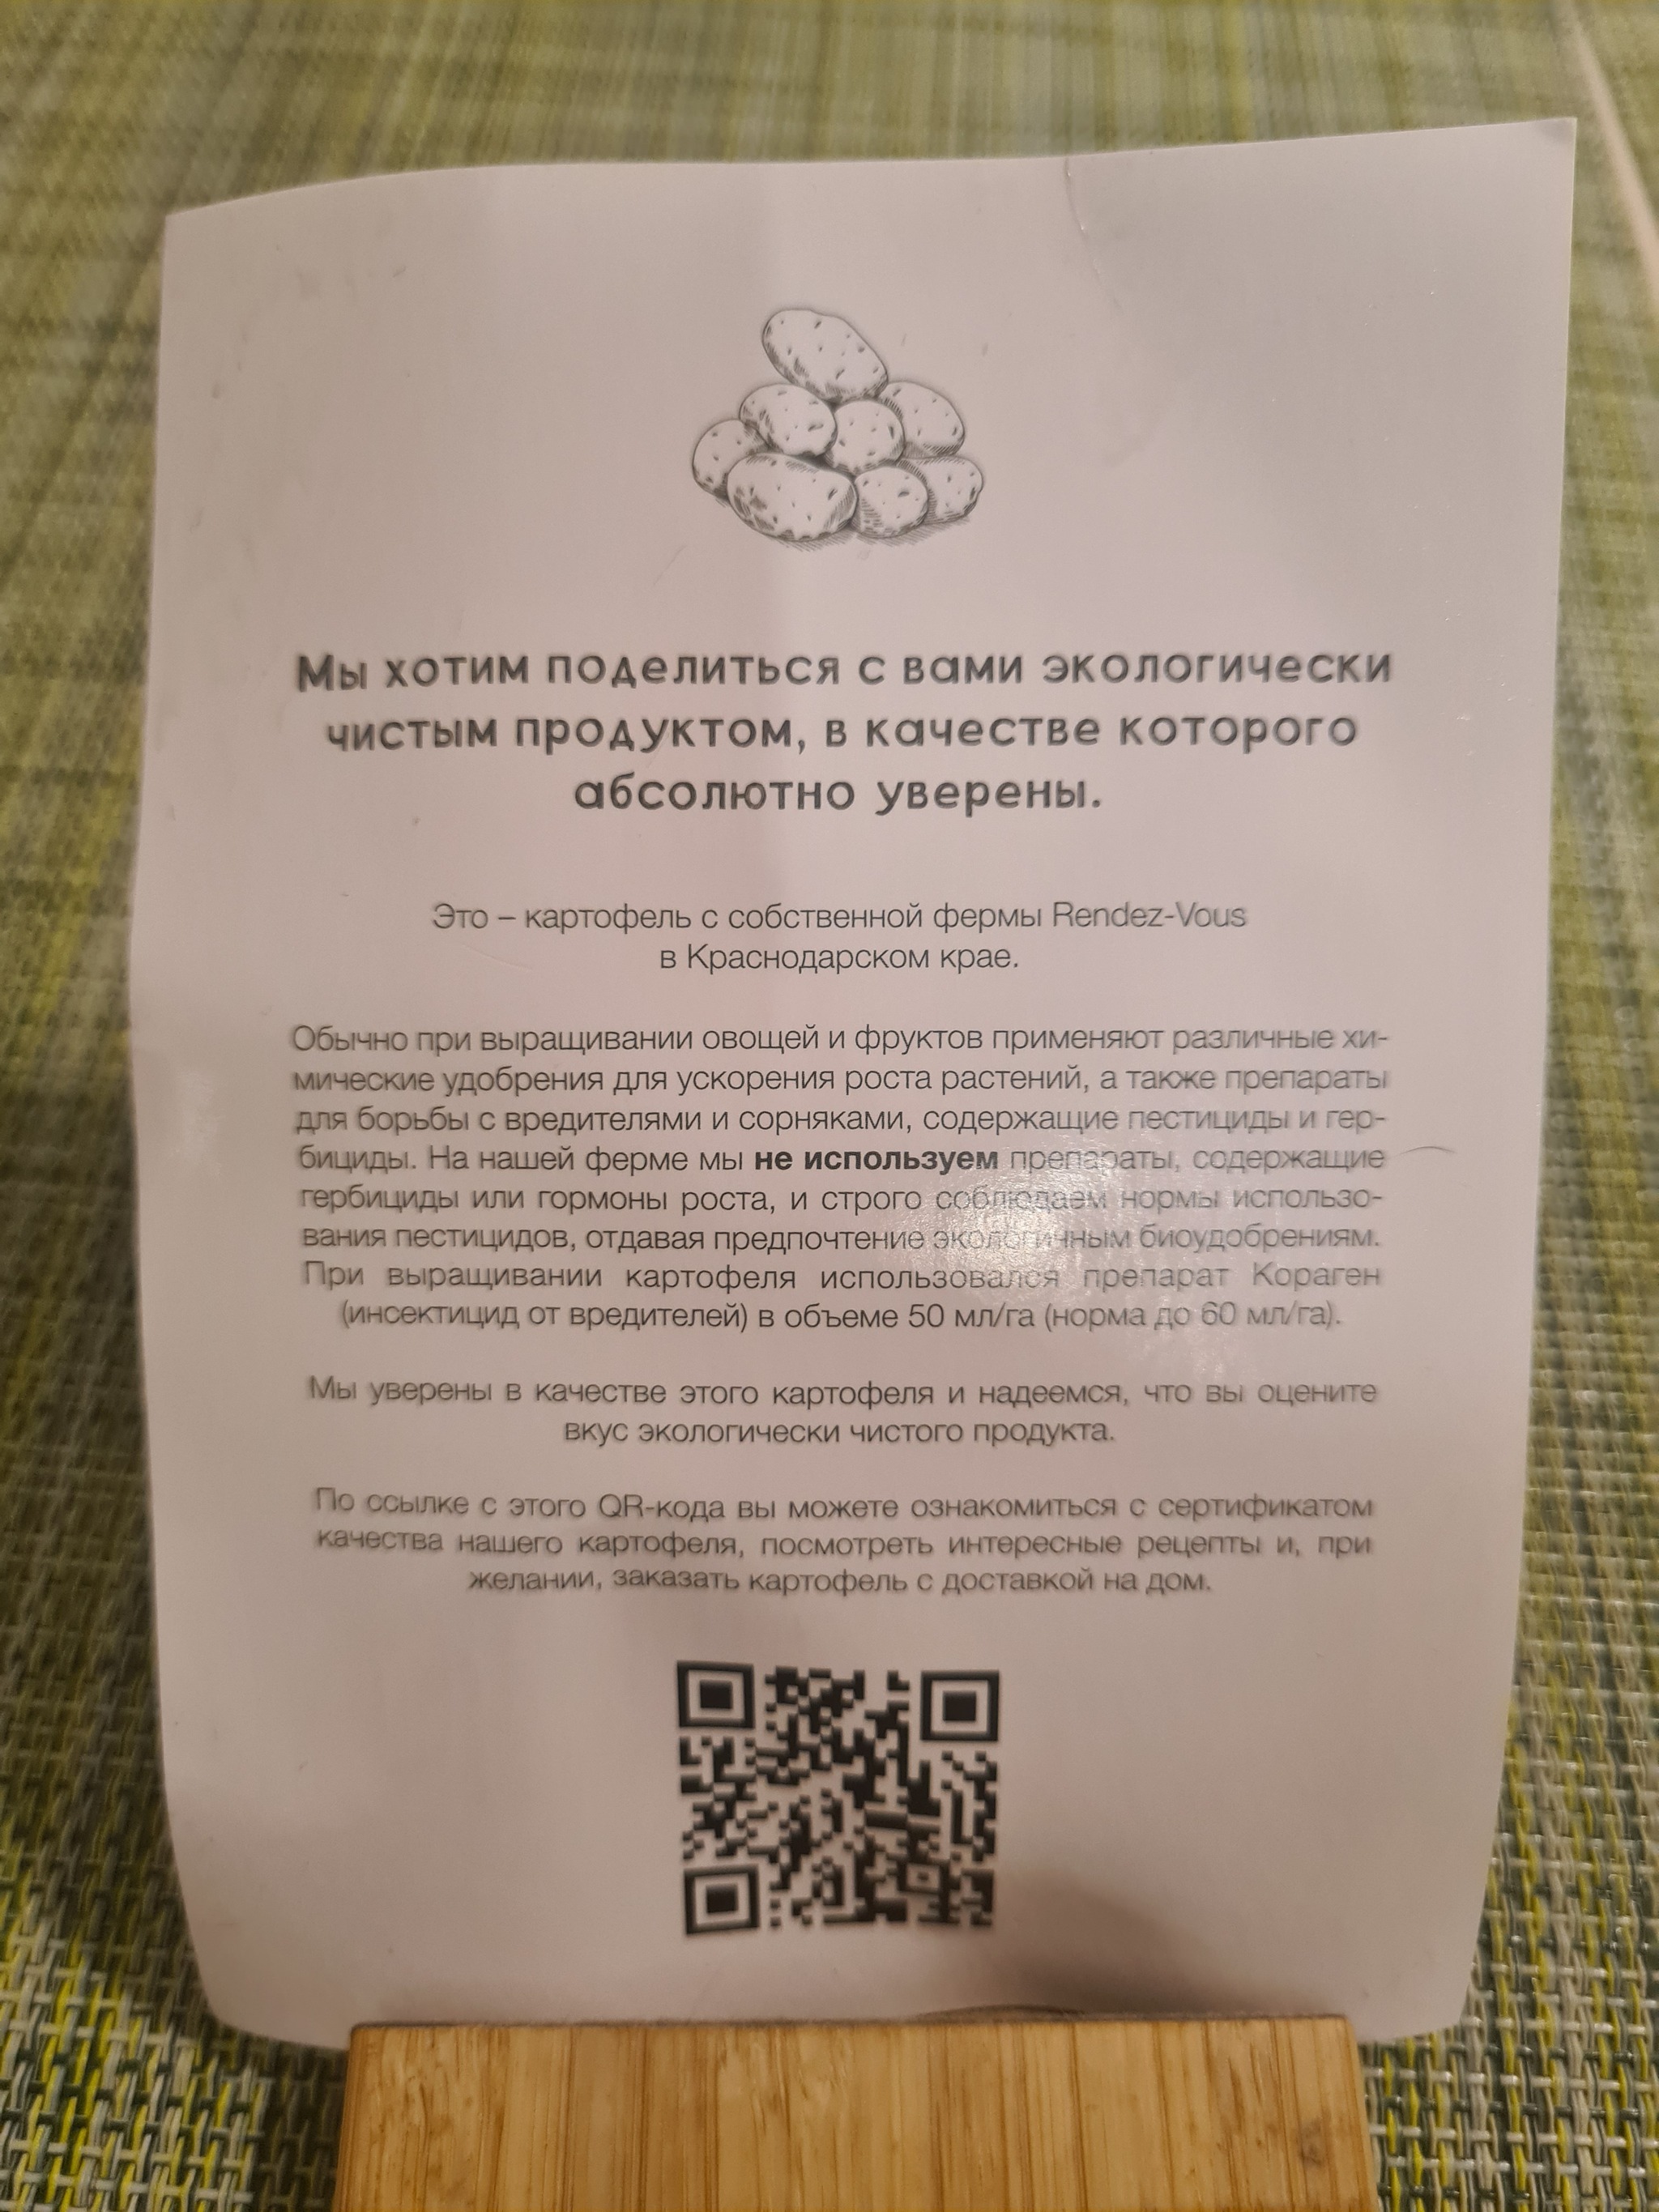 Мы хотим поделиться с вами экологически
чистым продуктом, в качестве которого
абсолютно уверены.
Это – картофель с собственной фермы Rendez-Vous
в Краснодарском крае.
Обычно при выращивании овощей и фруктов применяют различные хи-
мические удобрения для ускорения роста растений, а также препараты
для борьбы с вредителями и сорняками, содержащие пестициды и гер-
бициды. На нашей ферме мы не используем препараты, содержащие
гербициды или гормоны роста, и строго соблюдаем нормы использо-
вания пестицидов, отдавая предпочтение экологичным биоудобрениям.
При выращивании картофеля использовался препарат Кораген
(инсектицид от вредителей) в объеме 50 мл/га (норма до 60 мл/га).
Мы уверены в качестве этого картофеля и надеемся, что вы оцените
вкус экологически чистого продукта.
По ссылке с этого QR-кода вы можете ознакомиться с сертификатом
качества нашего картофеля, посмотреть интересные рецепты и, при
желании, заказать картофель с доставкой на дом.